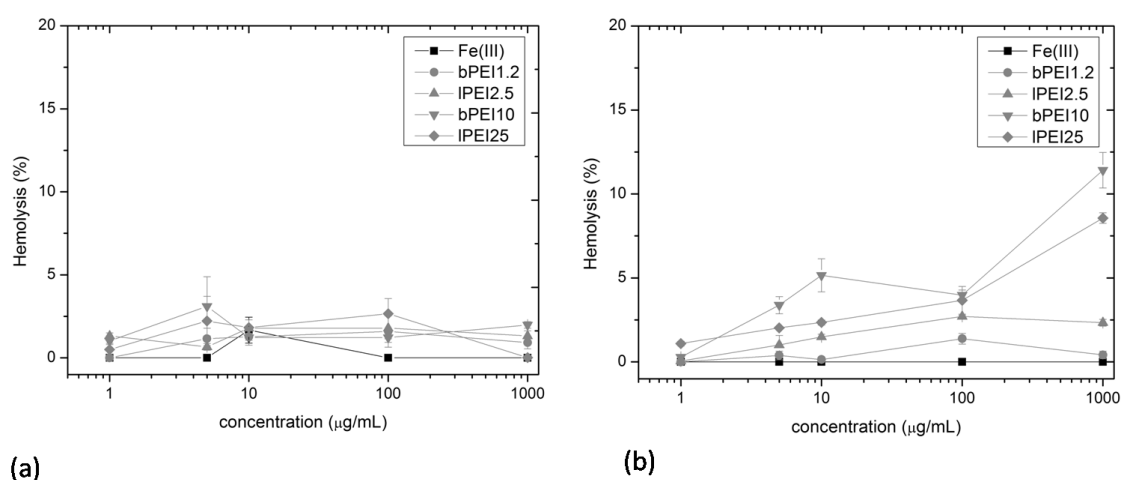 20
15
10
5
0
Hemolysis (%)
Fe(III)
bPEI1.2
lPEI2.5
bPEI10
lPEI25
1
10
100
1000
concentration (μg/mL)
(a)
20
15
10
5
0
Hemolysis (%)
Fe(III)
bPEI1.2
lPEI2.5
bPEI10
lPEI25
1
10
100
1000
concentration (μg/mL)
(b)